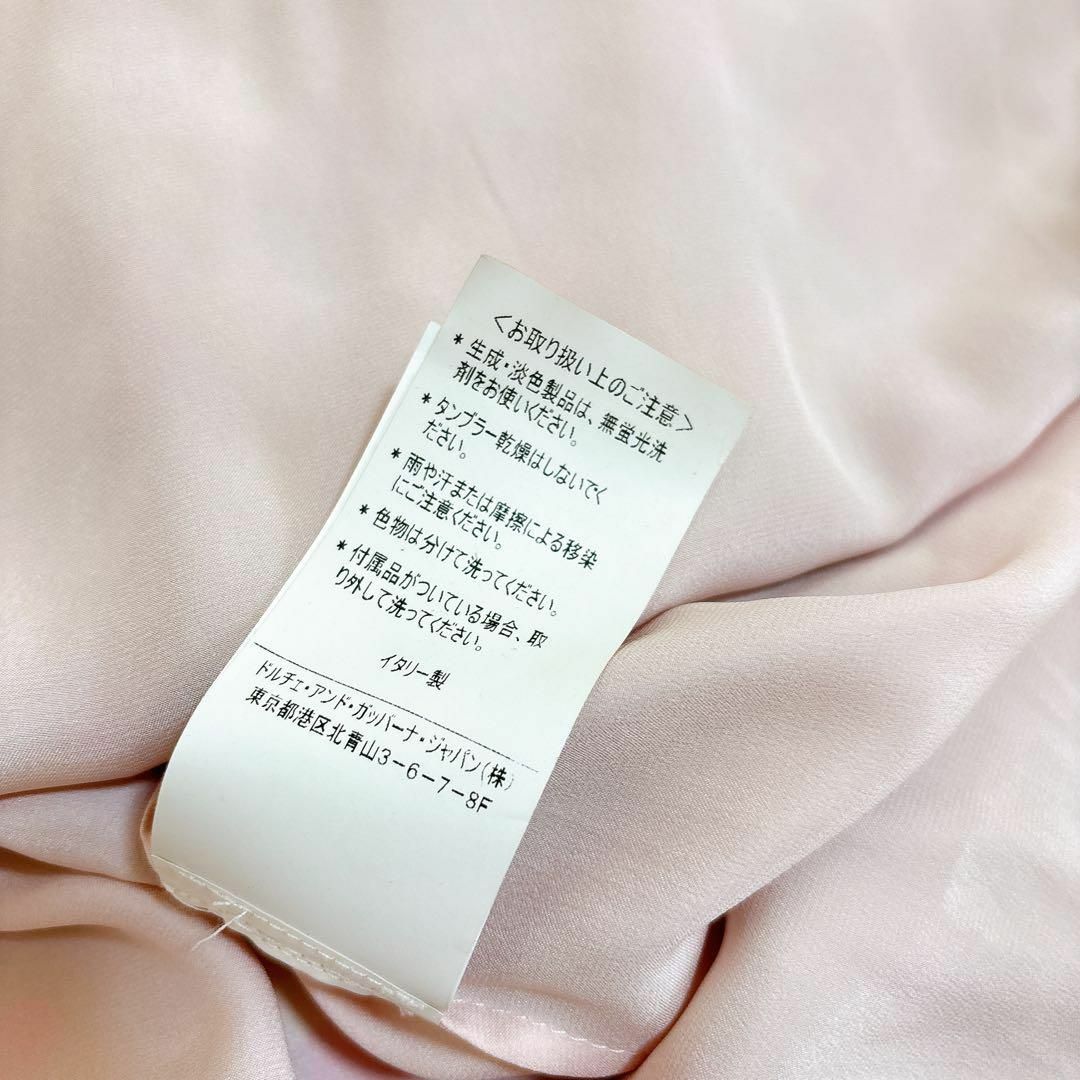 <お取り扱い上のご注意>
* 生成・淡色製品は、無蛍光洗
剤をお使いください。
* タンブラー乾燥はしないでく
ださい。
* 雨や汗または摩擦による移染
にご注意ください。
* 色物は分けて洗ってください。
* 付属品がついている場合、取
り外して洗ってください。
イタリー製
ドルチェ・アンド・ガッバーナ・ジャパン(株)
東京都港区北青山3-6-7-8F